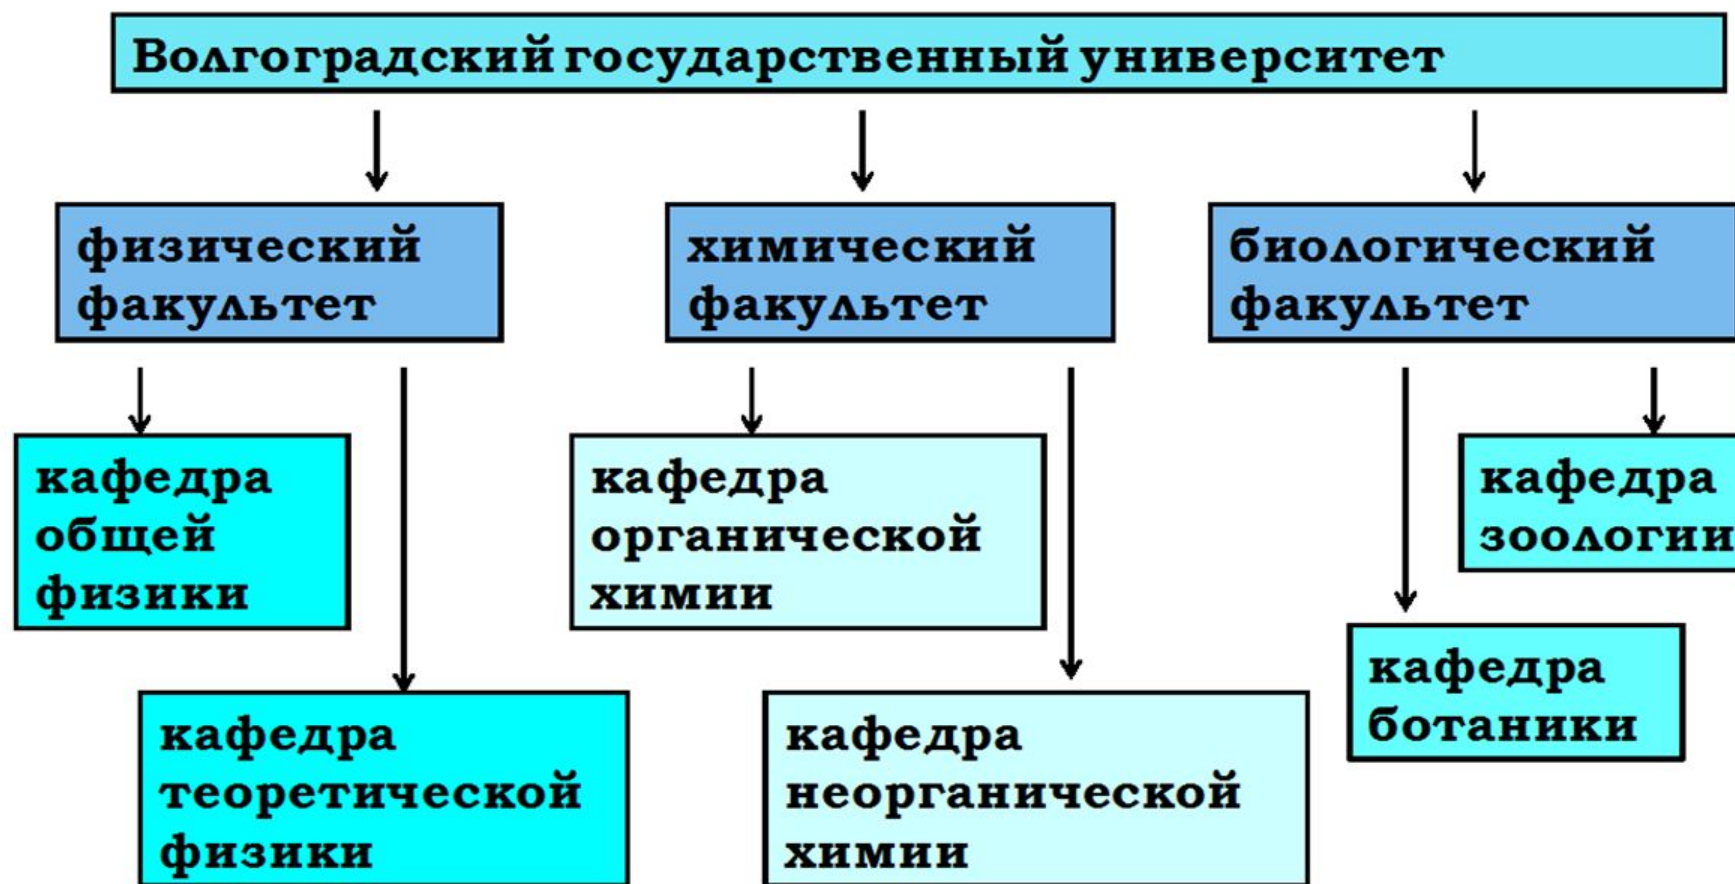 Волгоградский государственный университет
физический
факультет
химический
факультет
биологический
факультет
кафедра
общей
физики
кафедра
органической
химии
кафедра
зоологии
кафедра
ботаники
кафедра
теоретической
физики
кафедра
неорганической
химии